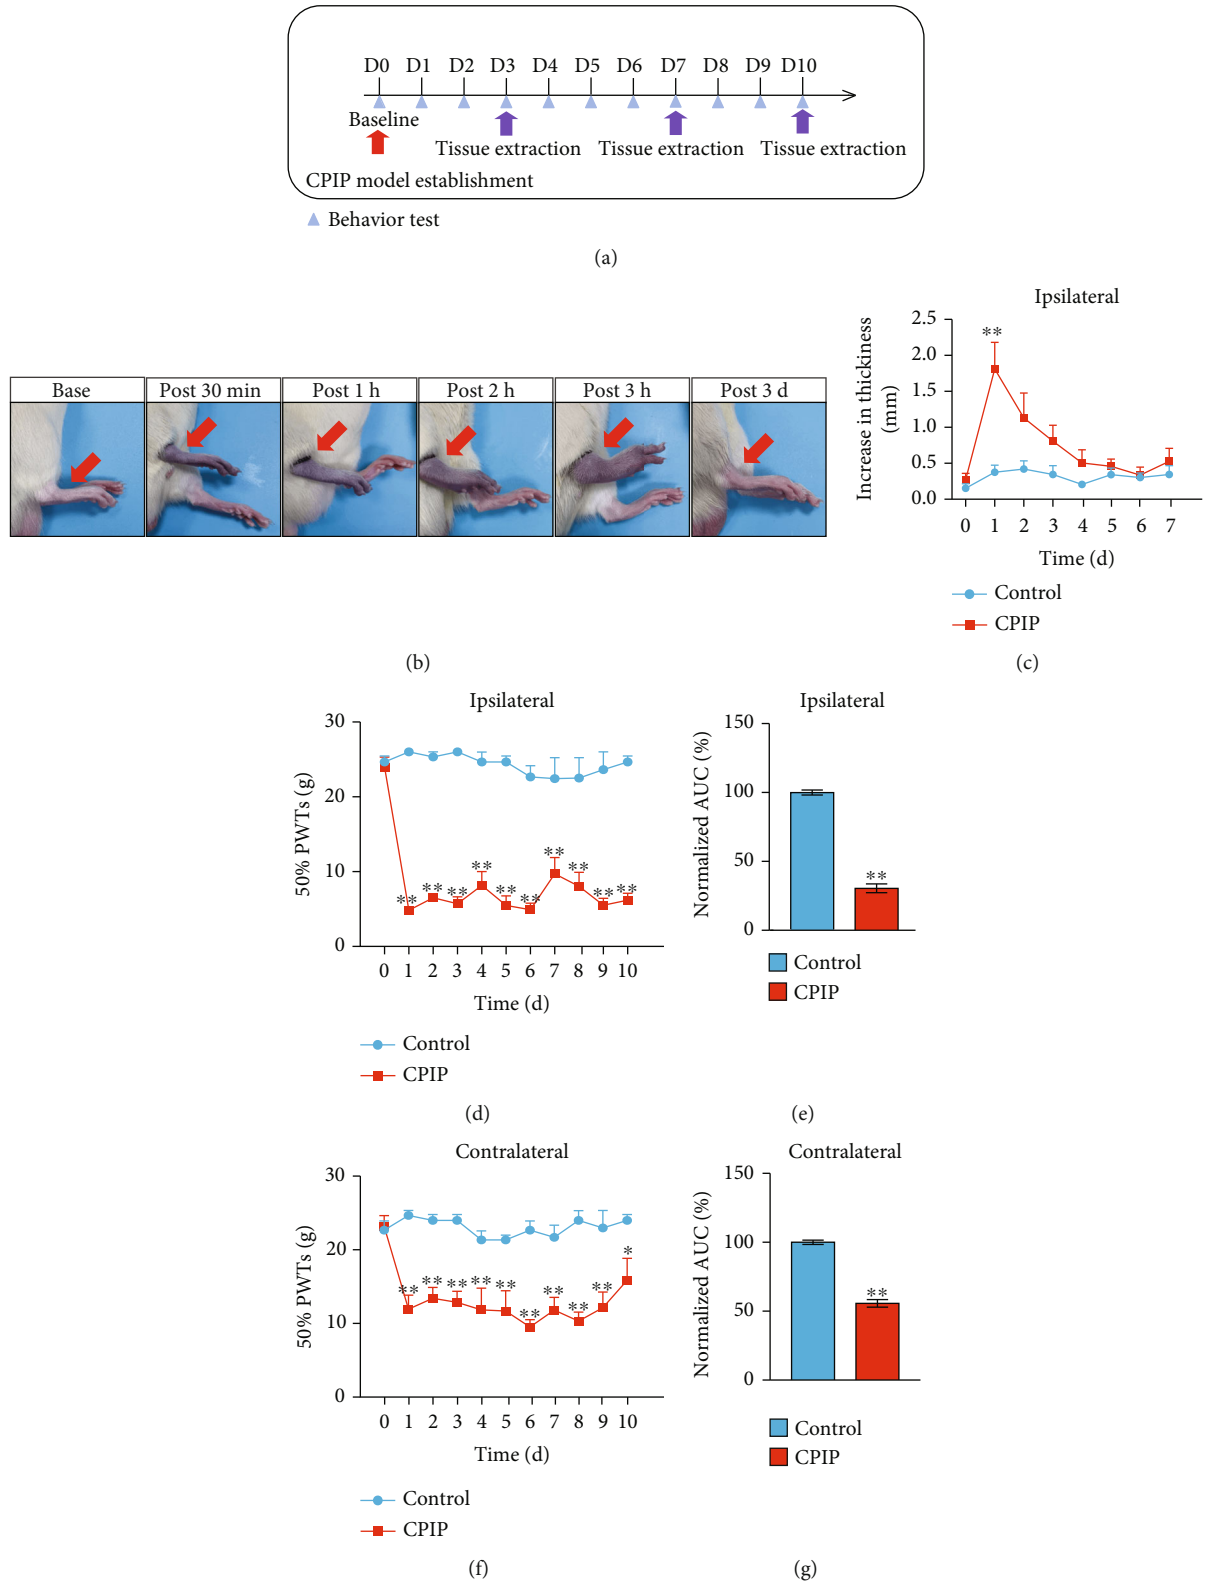 D0 D1 D2 D3 D4 D5 D6 D7 D8 D9 D10
Baseline
Tissue extraction Tissue extraction Tissue extraction
CPIP model establishment
Behavior test
(a)
Base Post 30 min Post 1 h Post 2 h Post 3 h Post 3 d
(b)
Ipsilateral
Increase in thickiness
(mm)
2.5
2.0
1.5
1.0
0.5
0.0
**
0 1 2 3 4 5 6 7
Time (d)
Control
CPIP
(c)
Ipsilateral
50% PWTs (g)
30
20
10
0
** ** ** ** ** ** ** ** ** **
0 1 2 3 4 5 6 7 8 9 10
Time (d)
Control
CPIP
(d)
Ipsilateral
Normalized AUC (%)
150
100
50
0
**
Control
CPIP
(e)
Contralateral
50% PWTs (g)
30
20
10
0
** ** ** ** ** ** ** ** ** *
0 1 2 3 4 5 6 7 8 9 10
Time (d)
Control
CPIP
(f)
Contralateral
Normalized AUC (%)
150
100
50
0
**
Control
CPIP
(g)